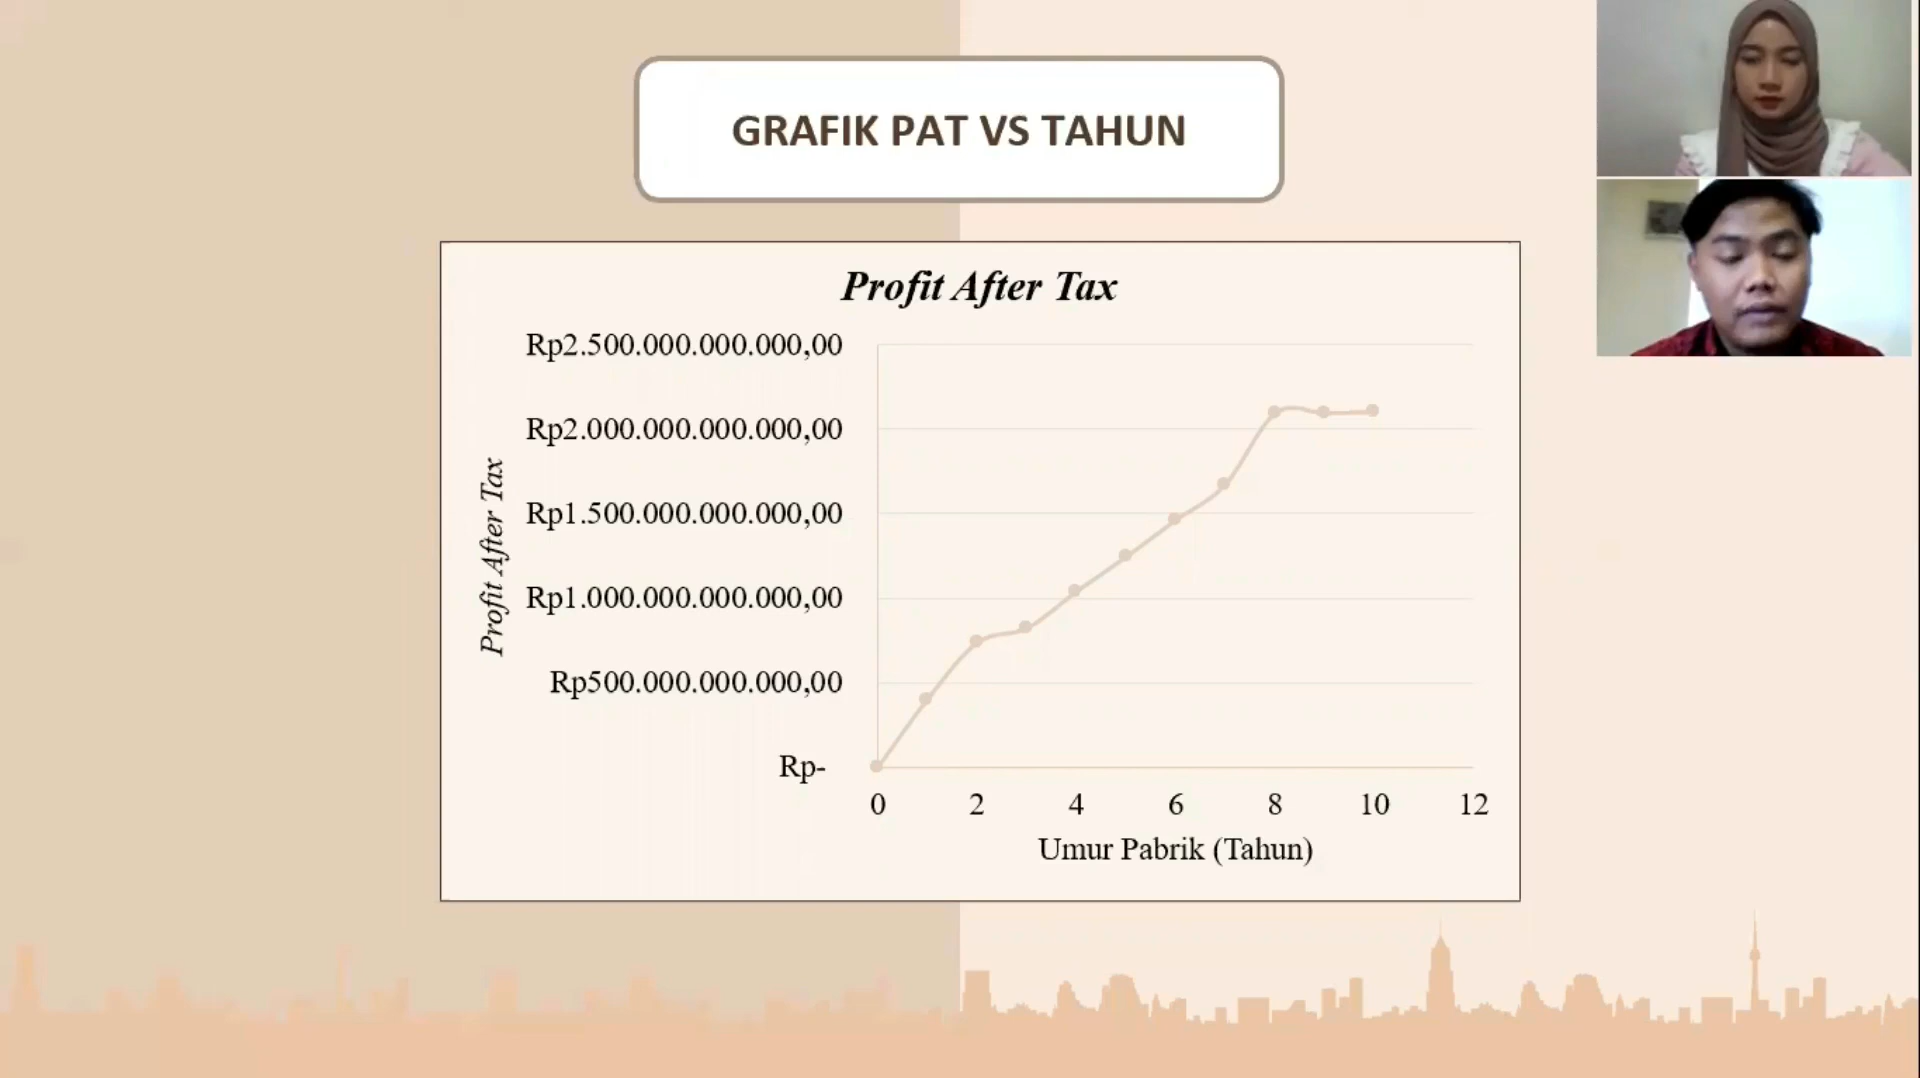 GRAFIK PAT VS TAHUN
Profit After Tax
Rp2.500.000.000.000,00
Rp2.000.000.000.000,00
Rp1.500.000.000.000,00
Rp1.000.000.000.000,00
Rp500.000.000.000,00
Rp-
Profit After Tax
0 2 4 6 8 10 12
Umur Pabrik (Tahun)